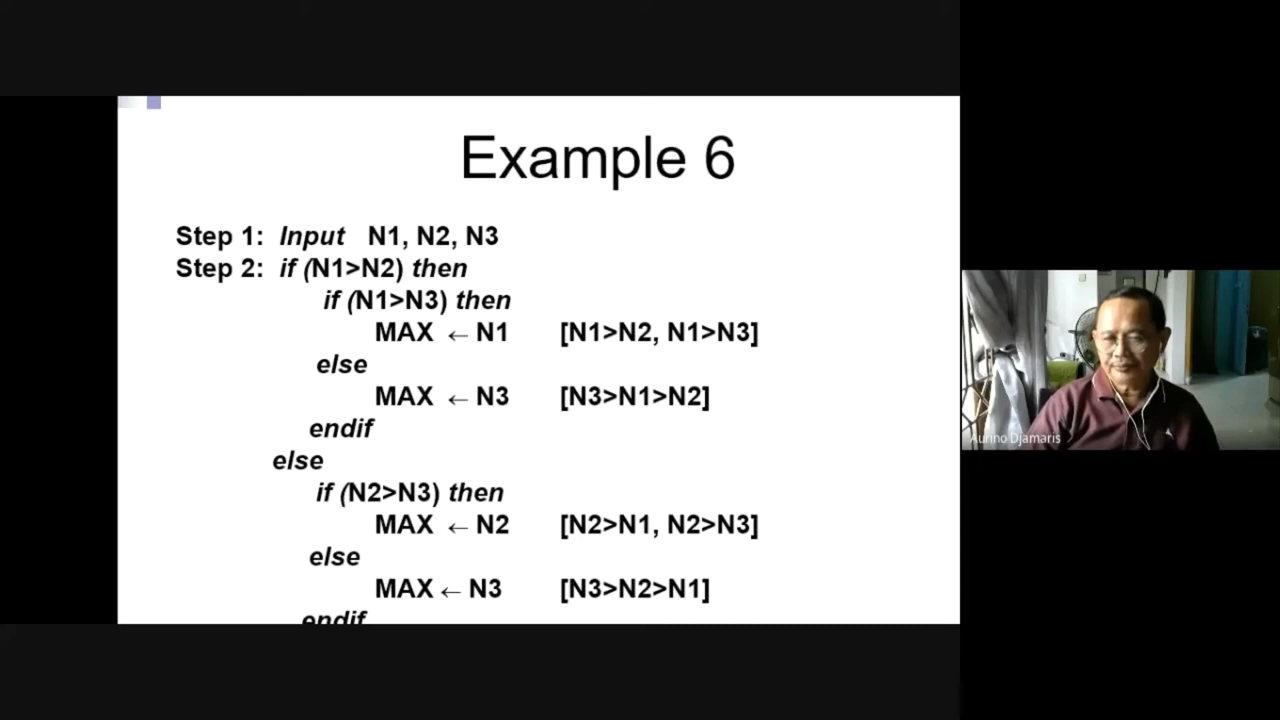 Example 6
Step 1: Input N1, N2, N3
Step 2: if (N1>N2) then
if (N1>N3) then
MAX ← N1 [N1>N2, N1>N3]
else
MAX ← N3 [N3>N1>N2]
endif
else
if (N2>N3) then
MAX ← N2 [N2>N1, N2>N3]
else
MAX ← N3 [N3>N2>N1]
endif
Aurino Djamaris